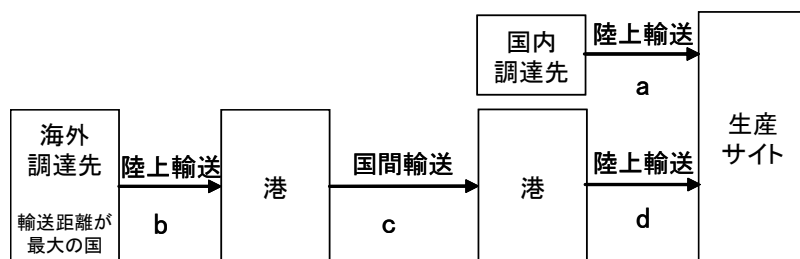 国内
調達先
陸上輸送
a
海外
調達先
輸送距離が
最大の国
陸上輸送
b
港
国間輸送
c
港
陸上輸送
d
生産
サイト